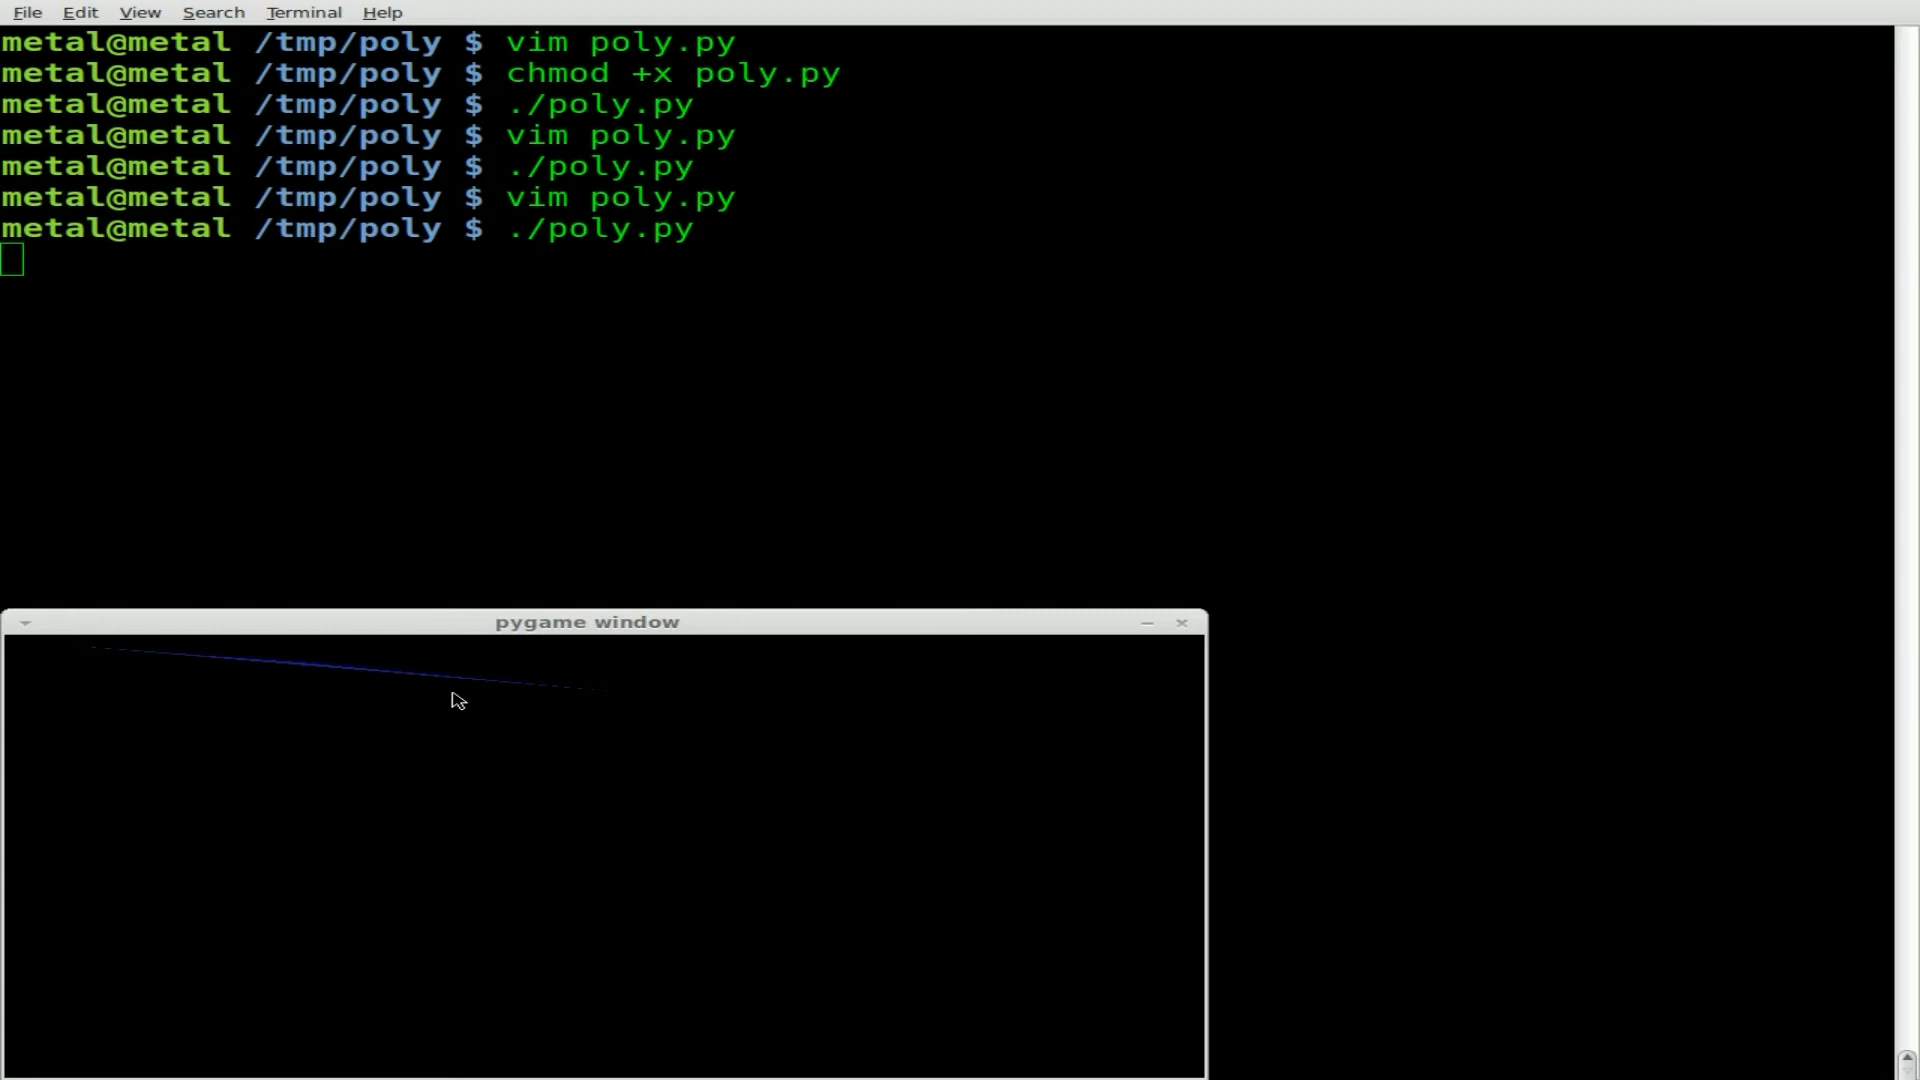 File Edit View Search Terminal Help
metal@metal /tmp/poly $ vim poly.py
metal@metal /tmp/poly $ chmod +x poly.py
metal@metal /tmp/poly $ ./poly.py
metal@metal /tmp/poly $ vim poly.py
metal@metal /tmp/poly $ ./poly.py
metal@metal /tmp/poly $ vim poly.py
metal@metal /tmp/poly $ ./poly.py
pygame window